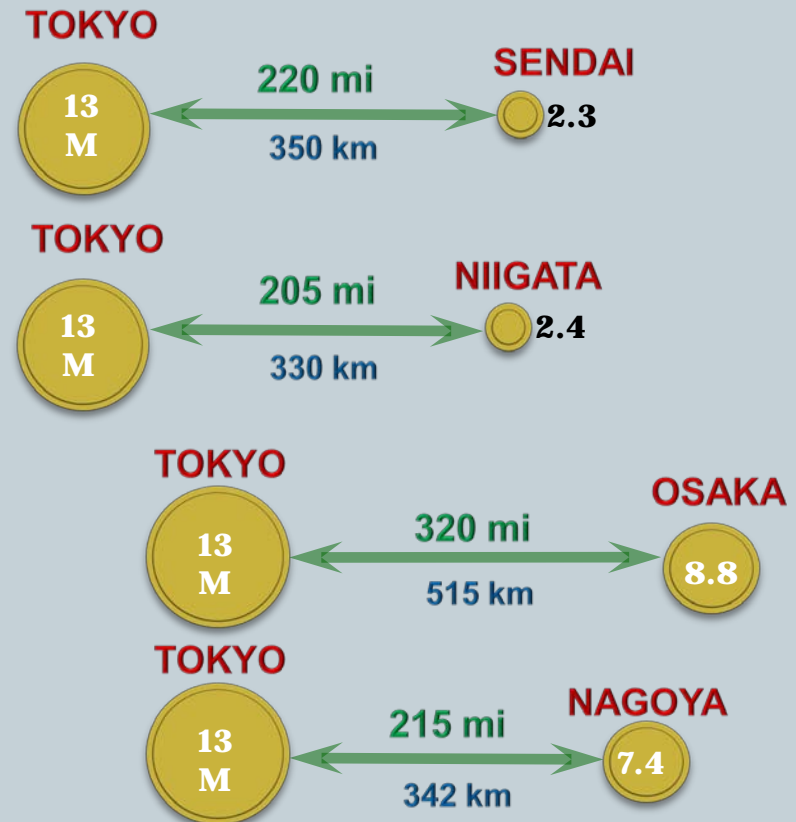 TOKYO
13
M
220 mi
350 km
SENDAI
2.3
TOKYO
13
M
205 mi
330 km
NIIGATA
2.4
TOKYO
13
M
320 mi
515 km
OSAKA
8.8
TOKYO
13
M
215 mi
342 km
NAGOYA
7.4